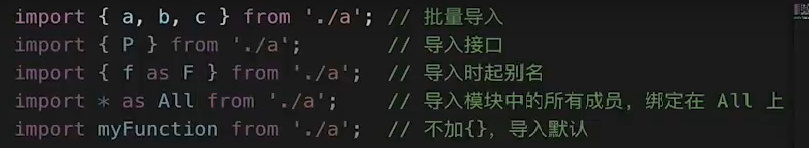 import { a, b, c } from './a'; // 批量导入
import { P } from './a'; // 导入接口
import { f as F } from './a'; // 导入时起别名
import * as All from './a'; // 导入模块中的所有成员, 绑定在 All 上
import myFunction from './a'; // 不加{}, 导入默认